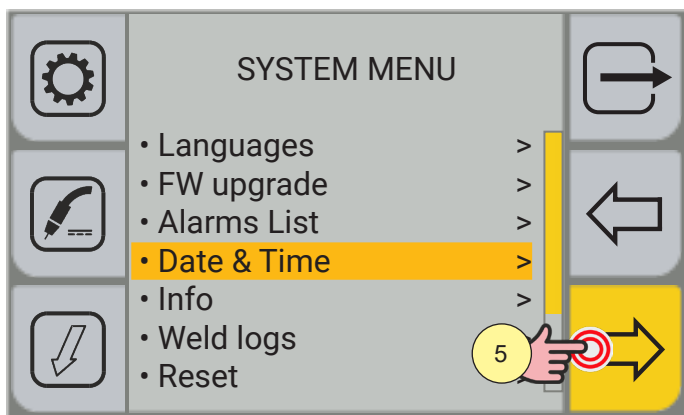 SYSTEM MENU
• Languages >
• FW upgrade >
• Alarms List >
• Date & Time >
• Info >
• Weld logs
• Reset
5